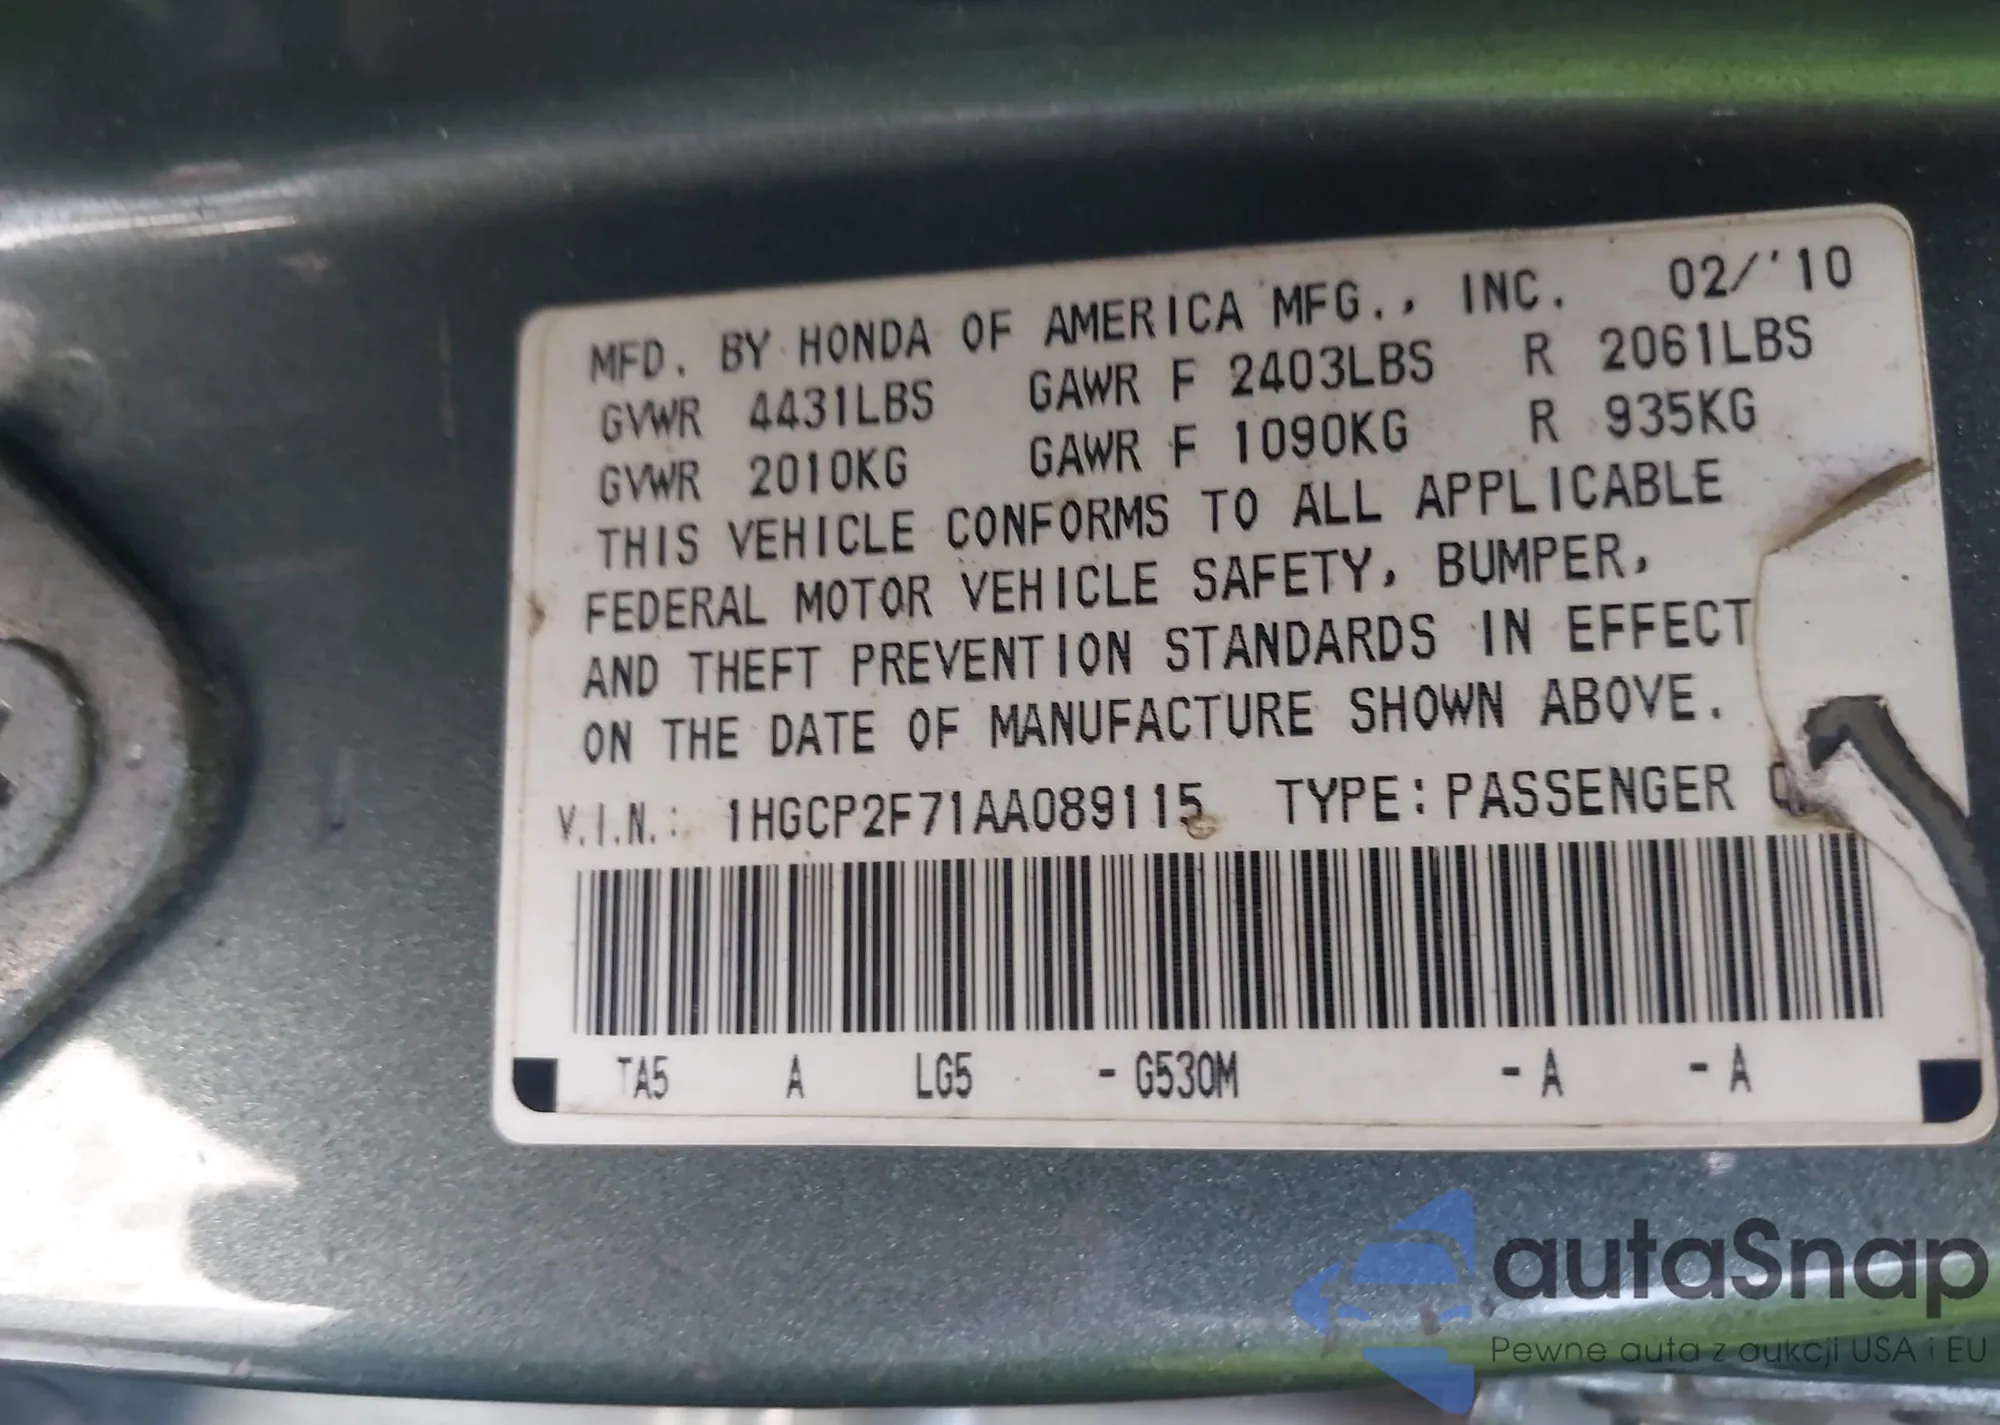 MFD. BY HONDA OF AMERICA MFG., INC. 02/'10
GVWR 4431LBS GAWR F 2403LBS R 2061LBS
GVWR 2010KG GAWR F 1090KG R 935KG
THIS VEHICLE CONFORMS TO ALL APPLICABLE
FEDERAL MOTOR VEHICLE SAFETY, BUMPER,
AND THEFT PREVENTION STANDARDS IN EFFECT
ON THE DATE OF MANUFACTURE SHOWN ABOVE.
V.I.N.: 1HGCP2F71AA089115 TYPE:PASSENGER
TA5 A LG5 -G530M -A -A
autaSnap
Pewne auta z aukcji USA i EU